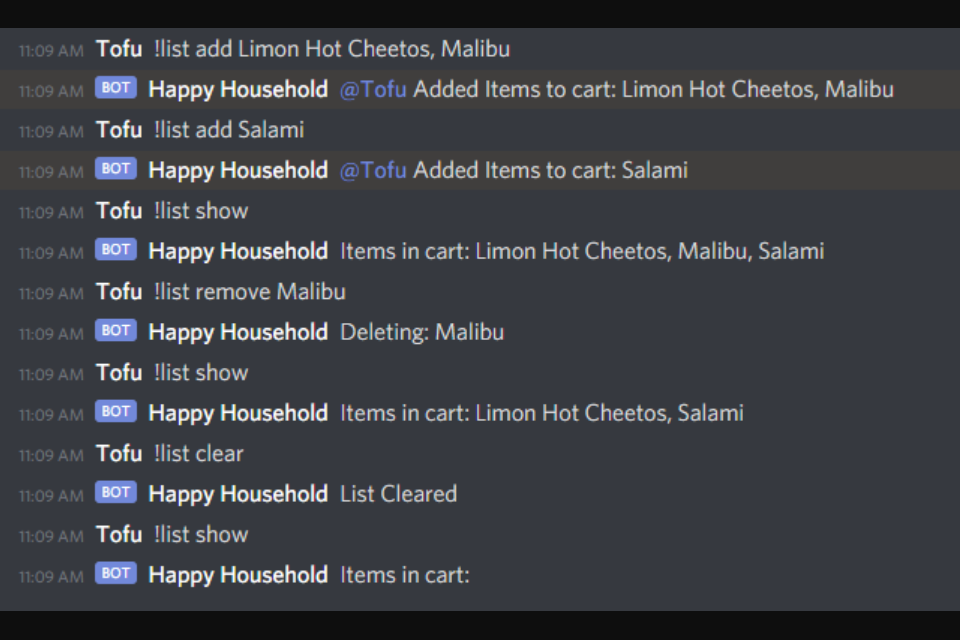 11:09 AM Tofu !list add Limon Hot Cheetos, Malibu
11:09 AM BOT Happy Household @Tofu Added Items to cart: Limon Hot Cheetos, Malibu
11:09 AM Tofu !list add Salami
11:09 AM BOT Happy Household @Tofu Added Items to cart: Salami
11:09 AM Tofu !list show
11:09 AM BOT Happy Household Items in cart: Limon Hot Cheetos, Malibu, Salami
11:09 AM Tofu !list remove Malibu
11:09 AM BOT Happy Household Deleting: Malibu
11:09 AM Tofu !list show
11:09 AM BOT Happy Household Items in cart: Limon Hot Cheetos, Salami
11:09 AM Tofu !list clear
11:09 AM BOT Happy Household List Cleared
11:09 AM Tofu !list show
11:09 AM BOT Happy Household Items in cart: